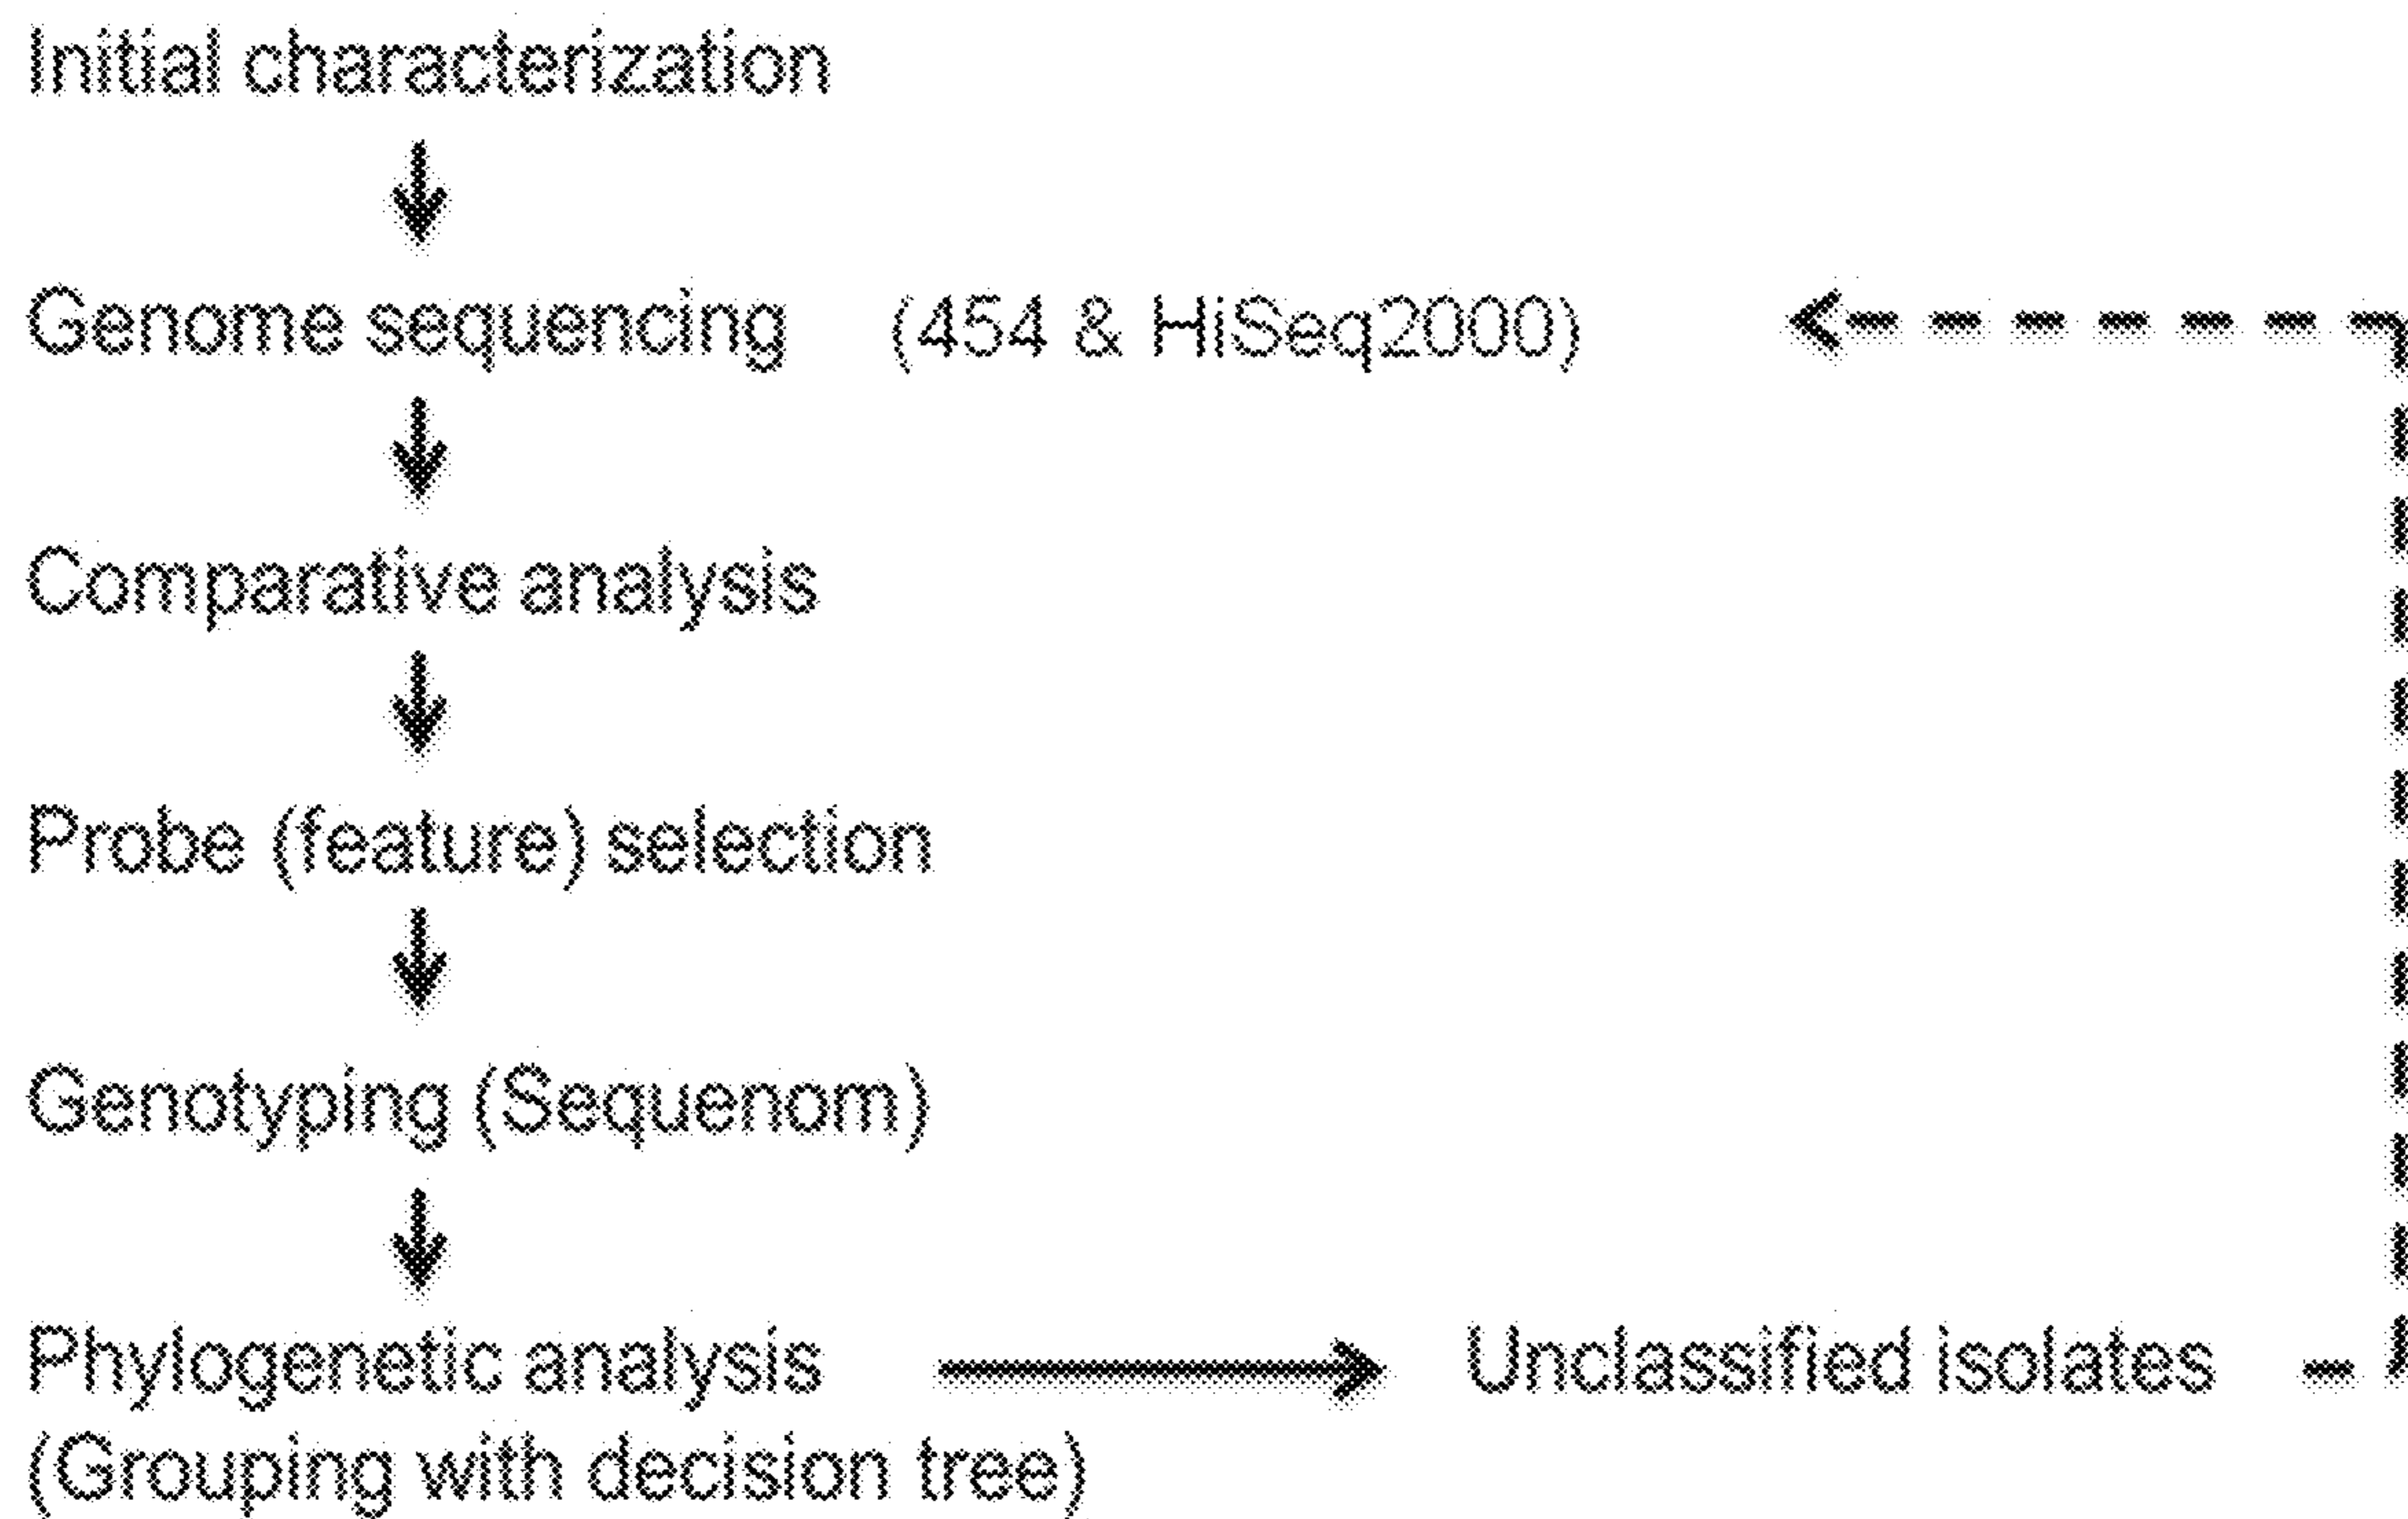 Initial characterization
Genome sequencing (454 & HiSeq2000)
Comparative analysis
Probe (feature) selection
Genotyping (Sequenom)
Phylogenetic analysis Unclassified isolates
(Grouping with decision tree)